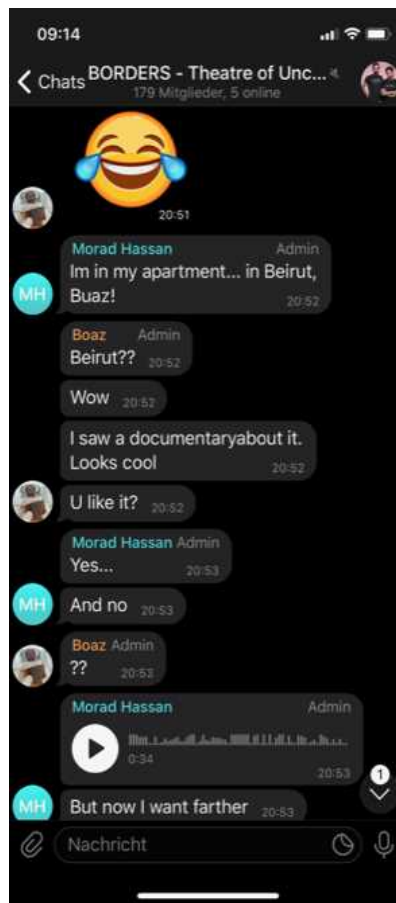 09:14
Chats BORDERS - Theatre of Unc...
179 Mitglieder, 5 online
20:51
Morad Hassan Admin
Im in my apartment... in Beirut,
Buaz!
20:52
MH
Boaz Admin
Beirut?? 20:52
Wow 20:52
I saw a documentaryabout it.
Looks cool
20:52
U like it? 20:52
Morad Hassan Admin
Yes... 20:53
MH
And no 20:53
Boaz Admin
?? 20:53
Morad Hassan Admin
0:34
20:53
1
MH
But now I want farther 20:53
Nachricht